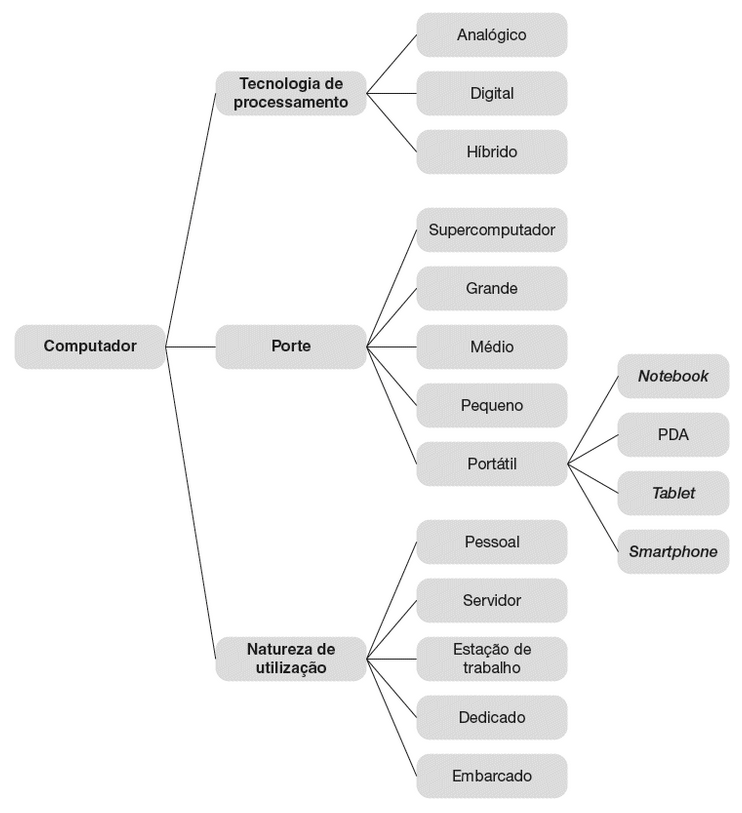 Analógico
Tecnologia de
processamento
Digital
Híbrido
Supercomputador
Grande
Computador
Porte
Médio
Pequeno
Portátil
Notebook
PDA
Tablet
Smartphone
Pessoal
Servidor
Natureza de
utilização
Estação de
trabalho
Dedicado
Embarcado